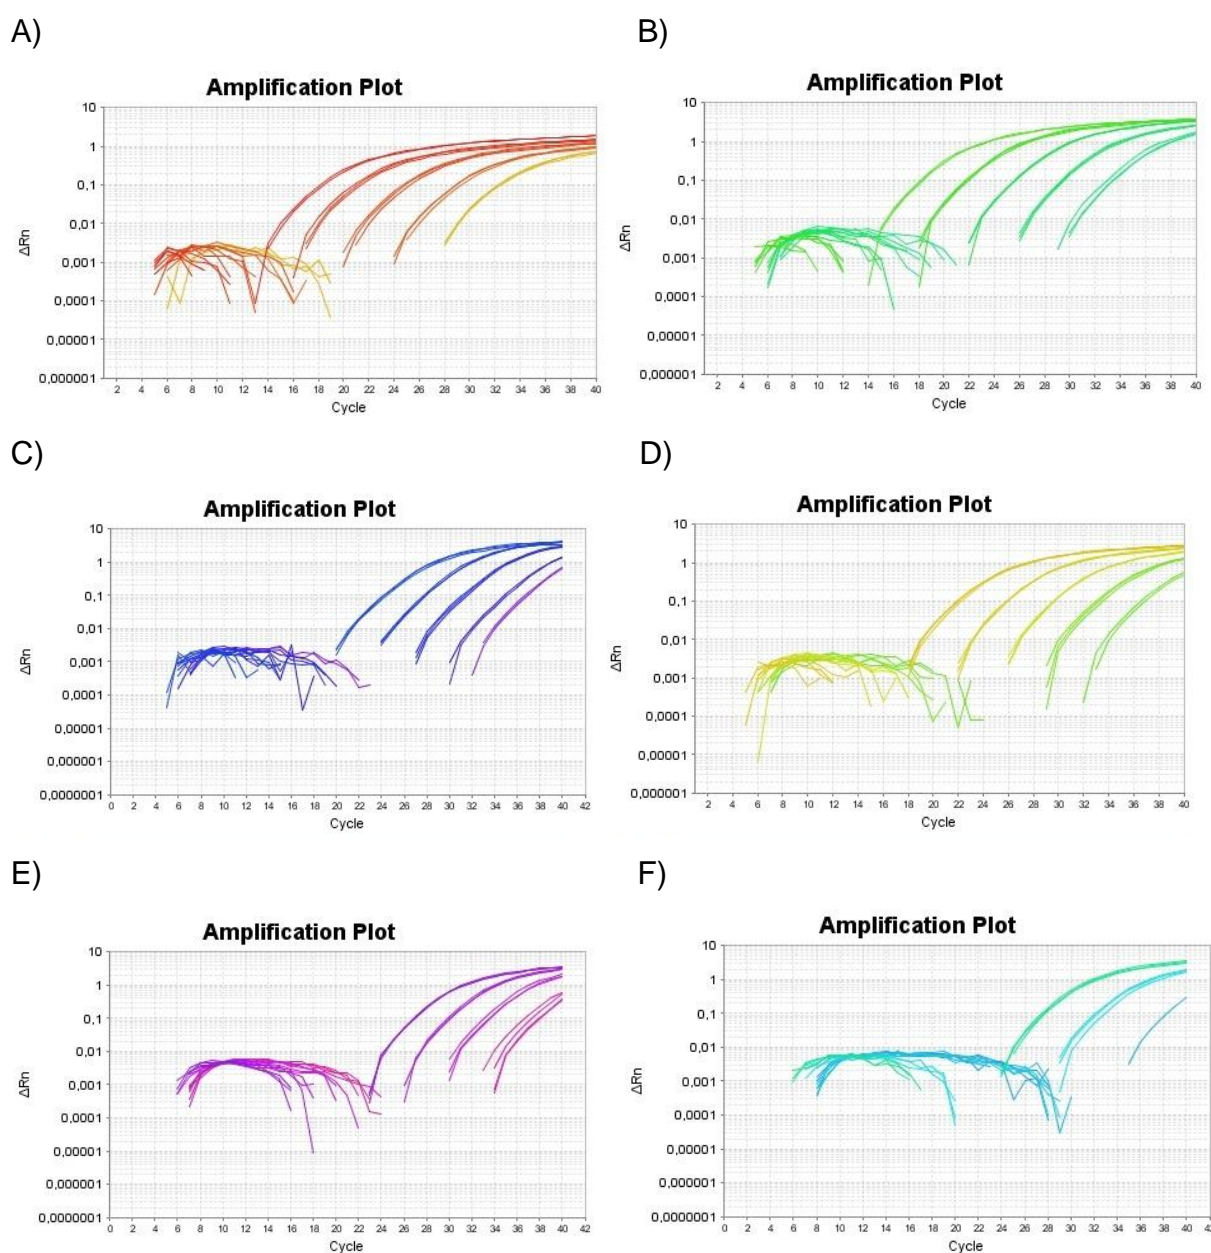 A)
Amplification Plot
10
1
0,1
0,01
0,001
0,0001
0,00001
0,000001
ΔRn
2 4 6 8 10 12 14 16 18 20 22 24 26 28 30 32 34 36 38 40
Cycle
B)
Amplification Plot
10
1
0,1
0,01
0,001
0,0001
0,00001
0,000001
ΔRn
2 4 6 8 10 12 14 16 18 20 22 24 26 28 30 32 34 36 38 40
Cycle
C)
Amplification Plot
10
1
0,1
0,01
0,001
0,0001
0,00001
0,000001
0,0000001
ΔRn
0 2 4 6 8 10 12 14 16 18 20 22 24 26 28 30 32 34 36 38 40 42
Cycle
D)
Amplification Plot
10
1
0,1
0,01
0,001
0,0001
0,00001
0,000001
ΔRn
2 4 6 8 10 12 14 16 18 20 22 24 26 28 30 32 34 36 38 40
Cycle
E)
Amplification Plot
10
1
0,1
0,01
0,001
0,0001
0,00001
0,000001
0,0000001
ΔRn
0 2 4 6 8 10 12 14 16 18 20 22 24 26 28 30 32 34 36 38 40 42
Cycle
F)
Amplification Plot
10
1
0,1
0,01
0,001
0,0001
0,00001
0,000001
0,0000001
ΔRn
0 2 4 6 8 10 12 14 16 18 20 22 24 26 28 30 32 34 36 38 40 42
Cycle